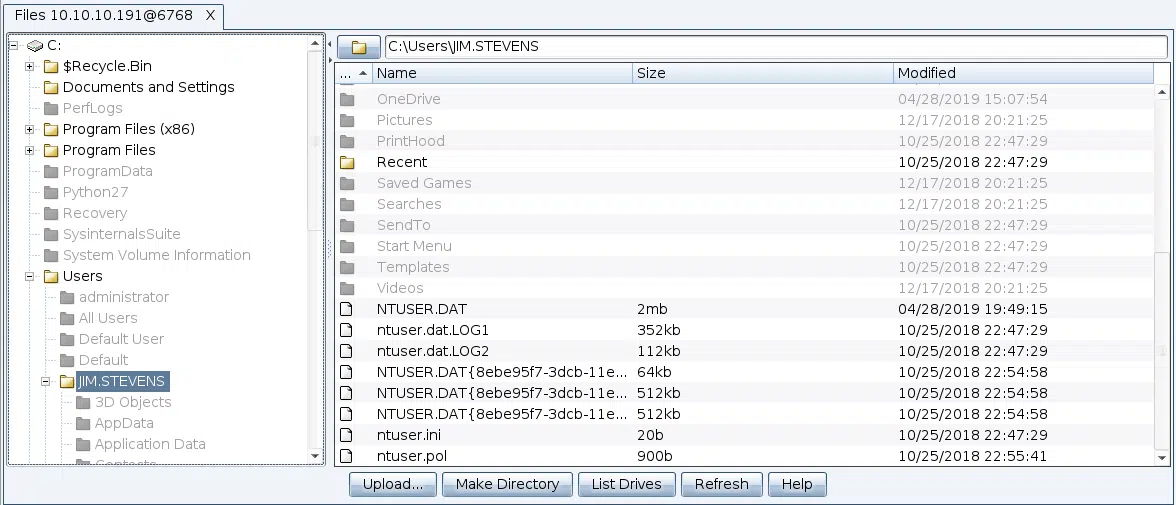 Files 10.10.10.191@6768 X
C:
$Recycle.Bin
Documents and Settings
PerfLogs
Program Files (x86)
Program Files
ProgramData
Python27
Recovery
SysinternalsSuite
System Volume Information
Users
administrator
All Users
Default User
Default
JIM.STEVENS
3D Objects
AppData
Application Data
Contacts
C:\Users\JIM.STEVENS
... Name Size Modified
OneDrive 04/28/2019 15:07:54
Pictures 12/17/2018 20:21:25
PrintHood 10/25/2018 22:47:29
Recent 10/25/2018 22:47:29
Saved Games 12/17/2018 20:21:25
Searches 12/17/2018 20:21:25
SendTo 10/25/2018 22:47:29
Start Menu 10/25/2018 22:47:29
Templates 10/25/2018 22:47:29
Videos 12/17/2018 20:21:25
NTUSER.DAT 2mb 04/28/2019 19:49:15
ntuser.dat.LOG1 352kb 10/25/2018 22:47:29
ntuser.dat.LOG2 112kb 10/25/2018 22:47:29
NTUSER.DAT{8ebe95f7-3dcb-11e... 64kb 10/25/2018 22:54:58
NTUSER.DAT{8ebe95f7-3dcb-11e... 512kb 10/25/2018 22:54:58
NTUSER.DAT{8ebe95f7-3dcb-11e... 512kb 10/25/2018 22:54:58
ntuser.ini 20b 10/25/2018 22:47:29
ntuser.pol 900b 10/25/2018 22:55:41
Upload... Make Directory List Drives Refresh Help